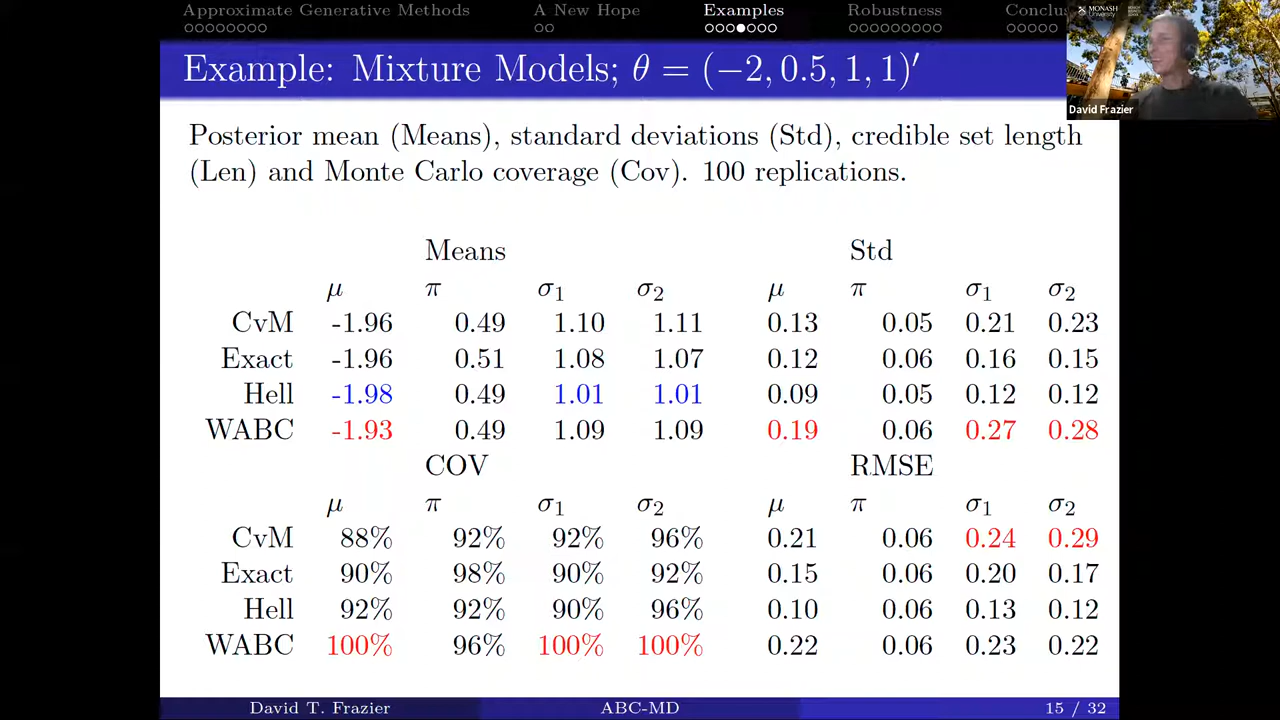 Approximate Generative Methods A New Hope Examples Robustness Conclus
MONASH University
David Frazier
Example: Mixture Models; θ = (−2, 0.5, 1, 1)′
Posterior mean (Means), standard deviations (Std), credible set length
(Len) and Monte Carlo coverage (Cov). 100 replications.
Means Std
μ π σ1 σ2 μ π σ1 σ2
CvM -1.96 0.49 1.10 1.11 0.13 0.05 0.21 0.23
Exact -1.96 0.51 1.08 1.07 0.12 0.06 0.16 0.15
Hell -1.98 0.49 1.01 1.01 0.09 0.05 0.12 0.12
WABC -1.93 0.49 1.09 1.09 0.19 0.06 0.27 0.28
COV RMSE
μ π σ1 σ2 μ π σ1 σ2
CvM 88% 92% 92% 96% 0.21 0.06 0.24 0.29
Exact 90% 98% 90% 92% 0.15 0.06 0.20 0.17
Hell 92% 92% 90% 96% 0.10 0.06 0.13 0.12
WABC 100% 96% 100% 100% 0.22 0.06 0.23 0.22
David T. Frazier ABC-MD 15 / 32